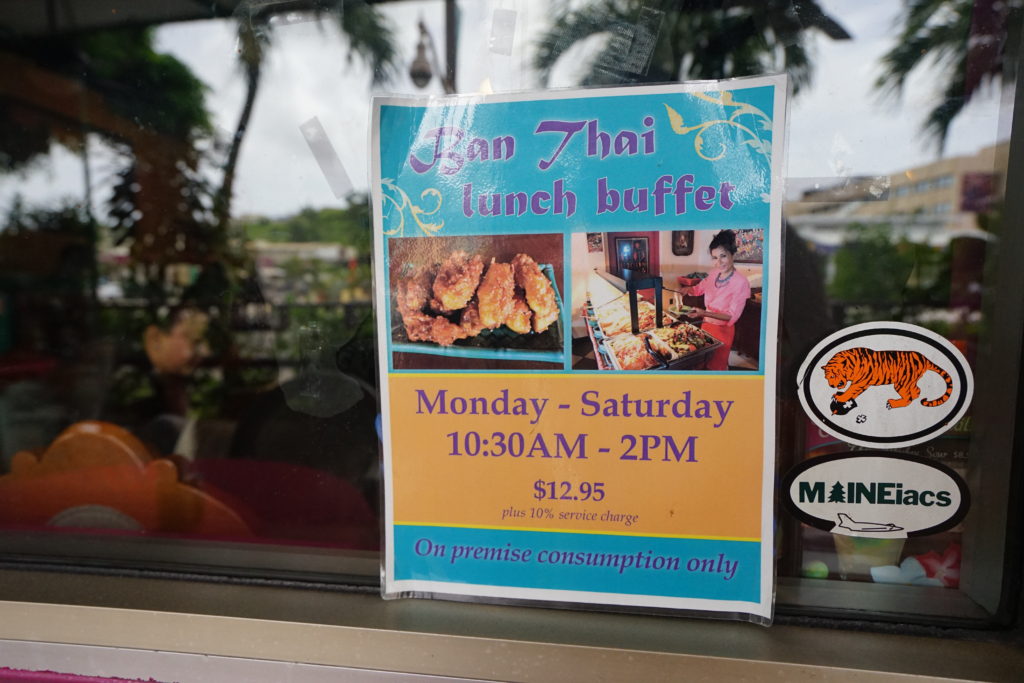 Ban Thai
lunch buffet
Monday - Saturday
10:30AM - 2PM
$12.95
plus 10% service charge
On premise consumption only
MAINEiacs